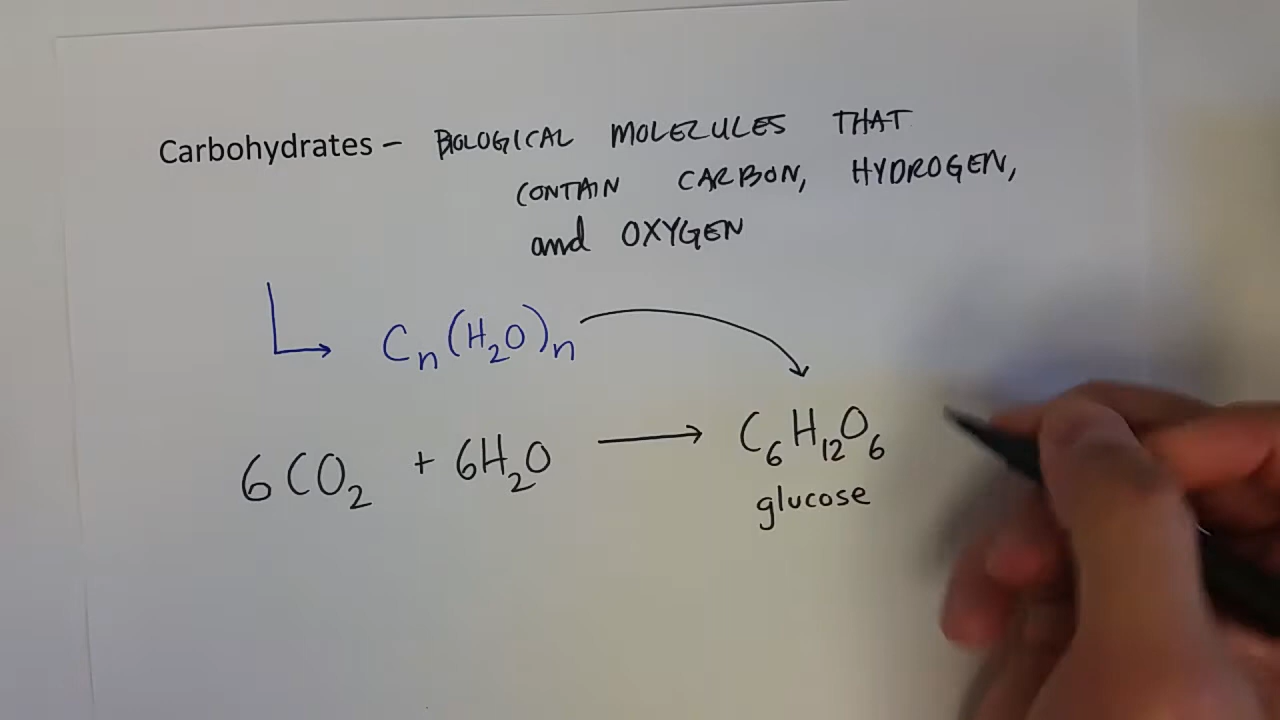 Carbohydrates – BIOLOGICAL MOLECULES THAT
CONTAIN CARBON, HYDROGEN,
and OXYGEN
Cₙ(H₂O)ₙ
6CO₂ + 6H₂O → C₆H₁₂O₆
glucose